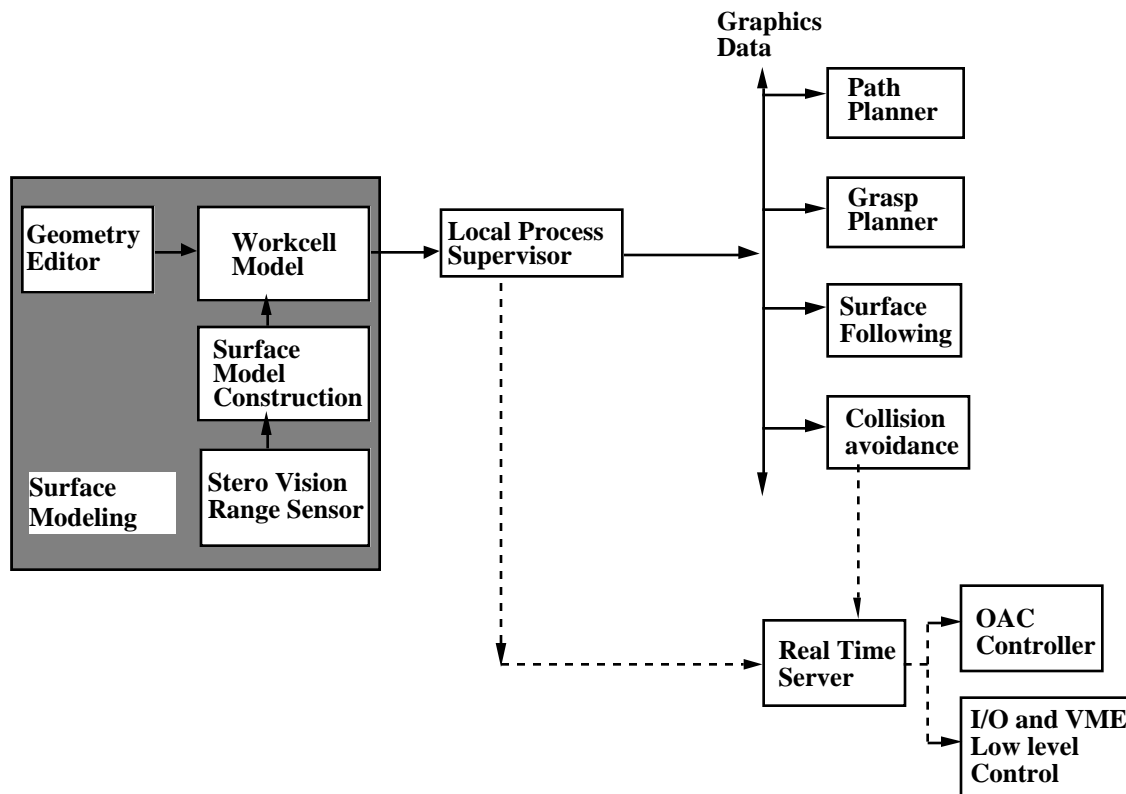 Graphics
Data
Path
Planner
Grasp
Planner
Surface
Following
Collision
avoidance
Geometry
Editor
Workcell
Model
Local Process
Supervisor
Surface
Model
Construction
Stero Vision
Range Sensor
Surface
Modeling
Real Time
Server
OAC
Controller
I/O and VME
Low level
Control